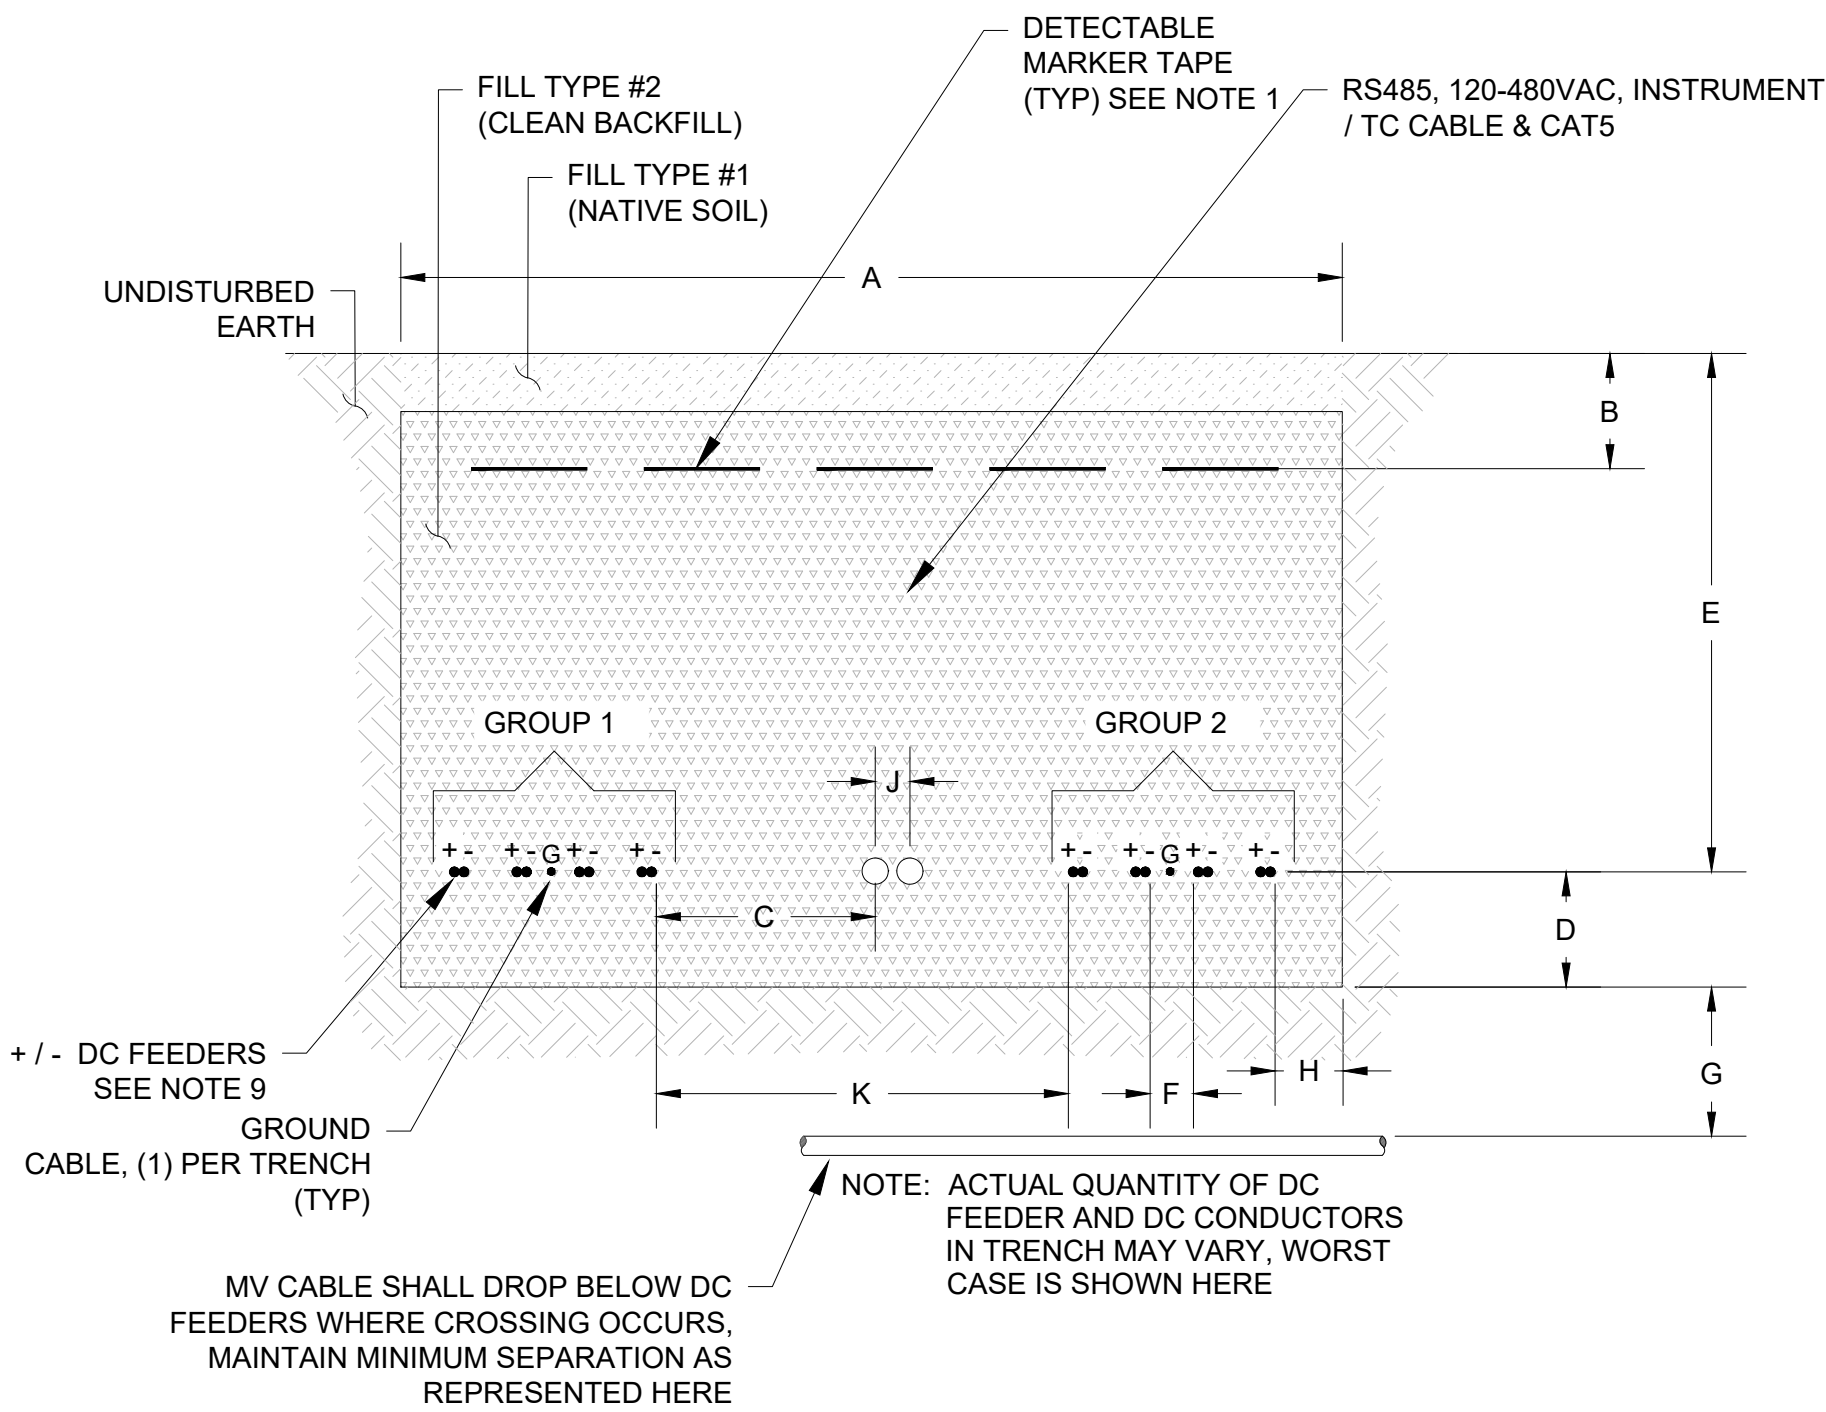 DETECTABLE
MARKER TAPE
(TYP) SEE NOTE 1
FILL TYPE #2
(CLEAN BACKFILL)
RS485, 120-480VAC, INSTRUMENT
/ TC CABLE & CAT5
FILL TYPE #1
(NATIVE SOIL)
A
UNDISTURBED
EARTH
B
E
GROUP 1
GROUP 2
J
+ - + - G + - + -
+ - + - G + - + -
C
D
+ / - DC FEEDERS
SEE NOTE 9
H
G
K
F
GROUND
CABLE, (1) PER TRENCH
(TYP)
NOTE: ACTUAL QUANTITY OF DC
FEEDER AND DC CONDUCTORS
IN TRENCH MAY VARY, WORST
CASE IS SHOWN HERE
MV CABLE SHALL DROP BELOW DC
FEEDERS WHERE CROSSING OCCURS,
MAINTAIN MINIMUM SEPARATION AS
REPRESENTED HERE